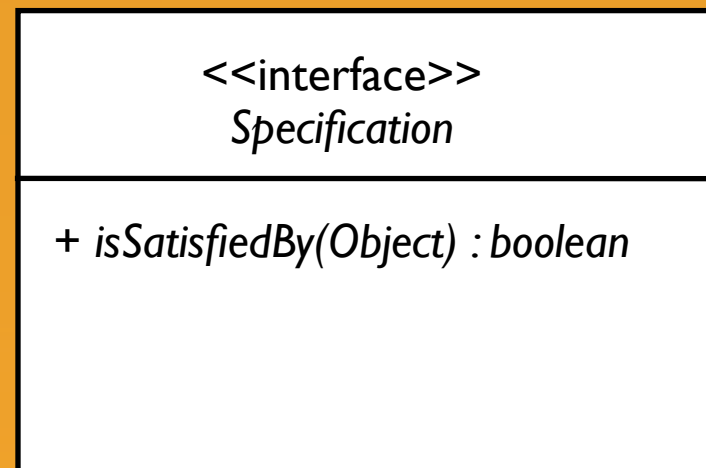 <<interface>>
Specification
+ isSatisfiedBy(Object) : boolean